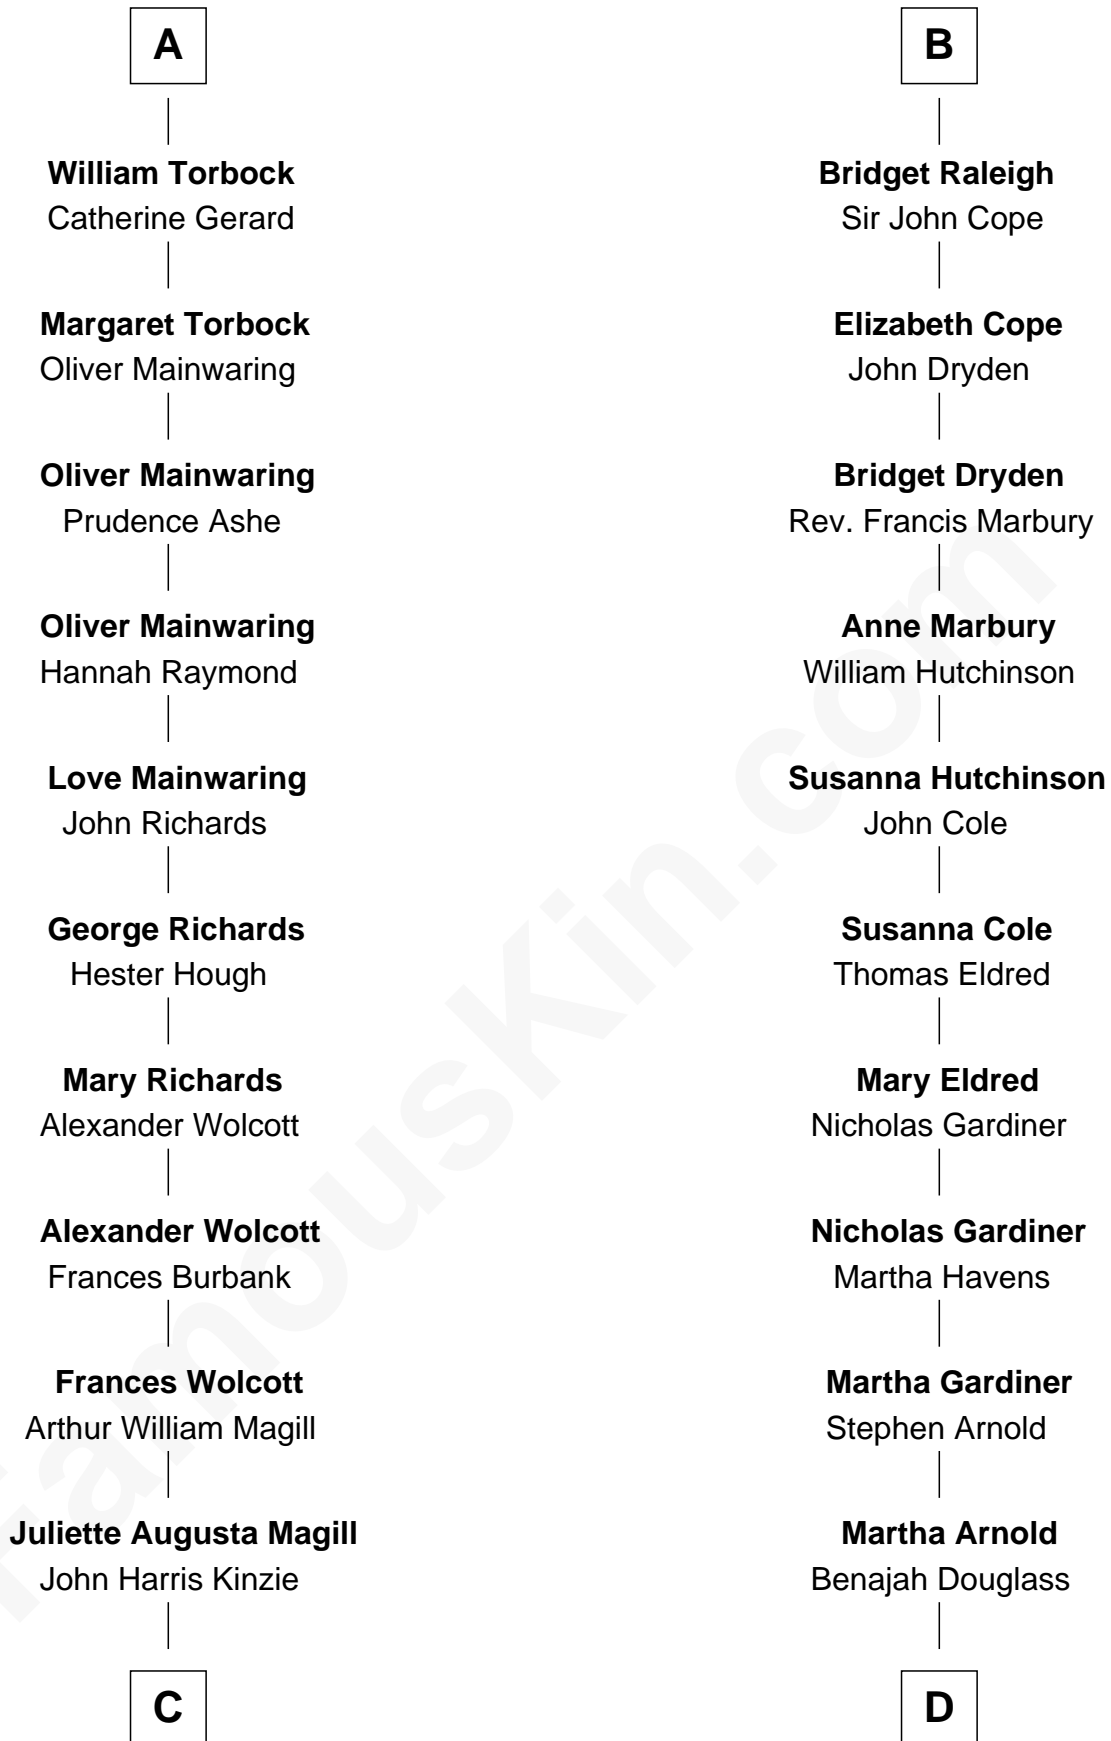 A
William Torbock
Catherine Gerard
Margaret Torbock
Oliver Mainwaring
Oliver Mainwaring
Prudence Ashe
Oliver Mainwaring
Hannah Raymond
Love Mainwaring
John Richards
George Richards
Hester Hough
Mary Richards
Alexander Wolcott
Alexander Wolcott
Frances Burbank
Frances Wolcott
Arthur William Magill
Juliette Augusta Magill
John Harris Kinzie
C
B
Bridget Raleigh
Sir John Cope
Elizabeth Cope
John Dryden
Bridget Dryden
Rev. Francis Marbury
Anne Marbury
William Hutchinson
Susanna Hutchinson
John Cole
Susanna Cole
Thomas Eldred
Mary Eldred
Nicholas Gardiner
Nicholas Gardiner
Martha Havens
Martha Gardiner
Stephen Arnold
Martha Arnold
Benajah Douglass
D
FamousKin.com